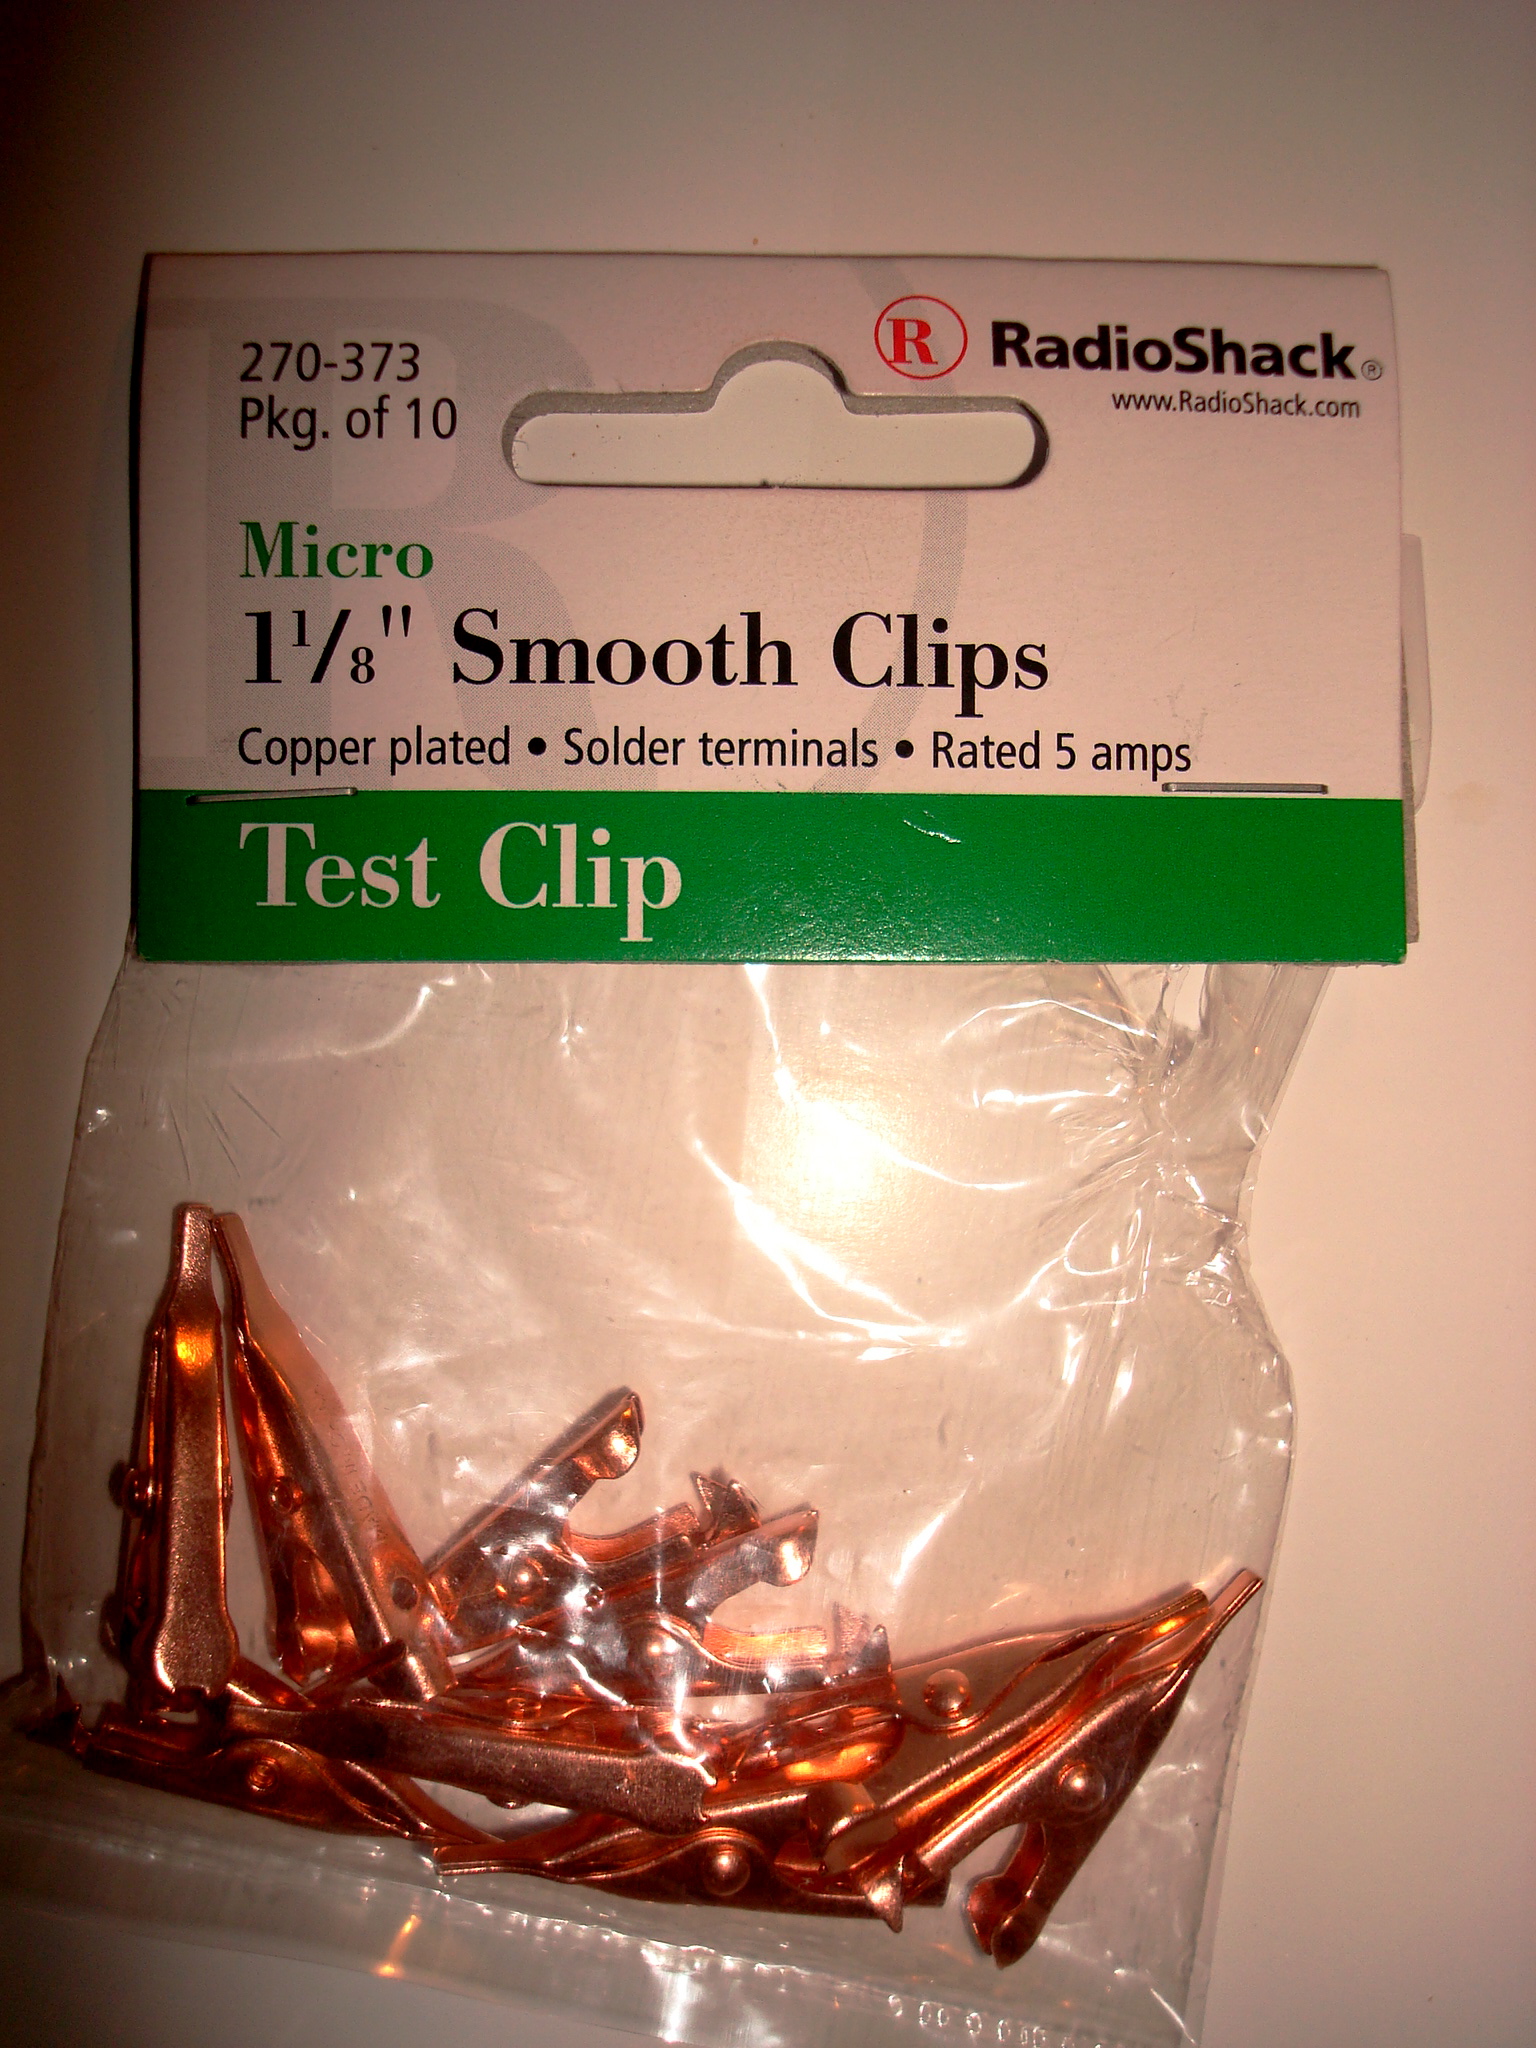 270-373
Pkg. of 10
R RadioShack®
www.RadioShack.com
Micro
1 1/8" Smooth Clips
Copper plated • Solder terminals • Rated 5 amps
Test Clip